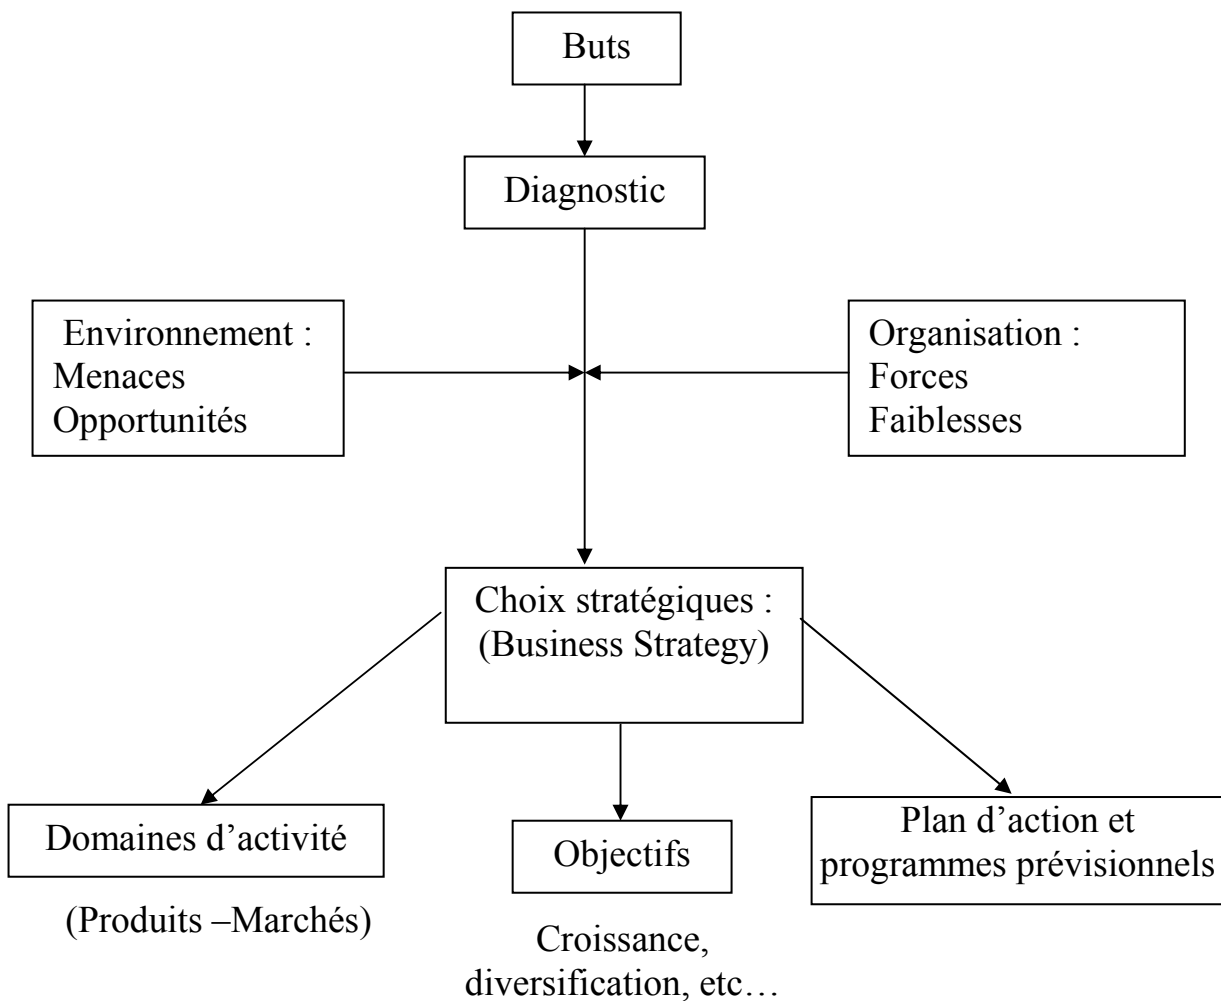 Buts
Diagnostic
Environnement :
Menaces
Opportunités
Organisation :
Forces
Faiblesses
Choix stratégiques :
(Business Strategy)
Domaines d’activité
(Produits –Marchés)
Objectifs
Croissance,
diversification, etc…
Plan d’action et
programmes prévisionnels